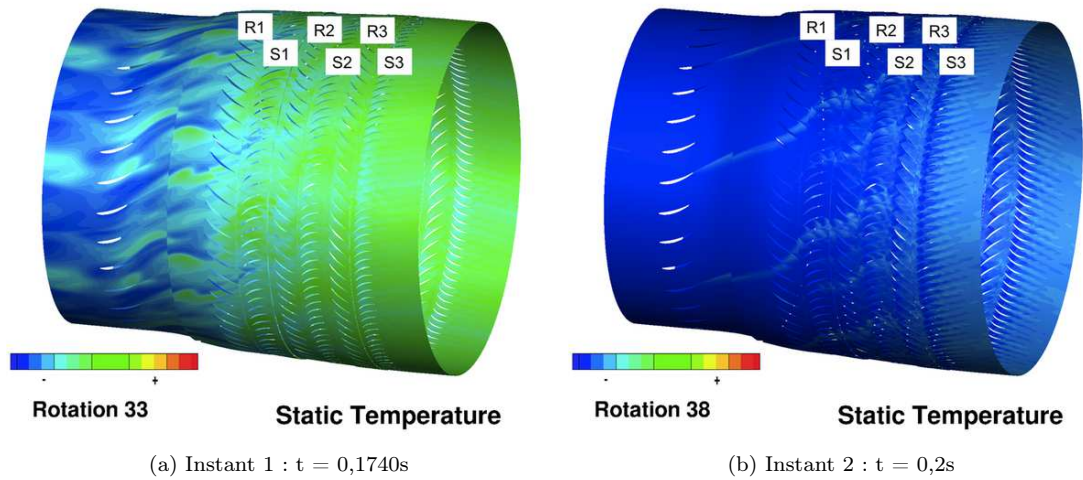 R1
R2
R3
S1
S2
S3
-
+
Rotation 33
Static Temperature
(a) Instant 1 : t = 0,1740s
R1
R2
R3
S1
S2
S3
-
+
Rotation 38
Static Temperature
(b) Instant 2 : t = 0,2s